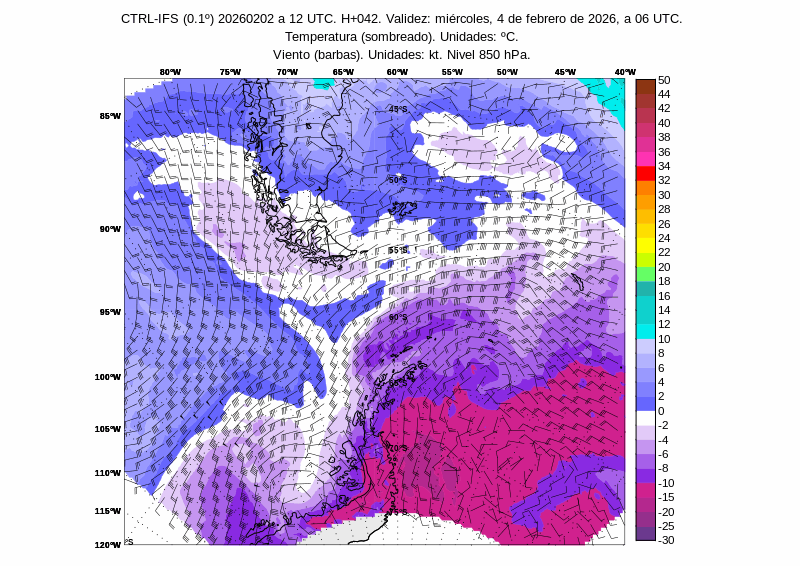 CTRL-IFS (0.1º) 20260202 a 12 UTC. H+042. Validez: miércoles, 4 de febrero de 2026, a 06 UTC.
Temperatura (sombreado). Unidades: ºC.
Viento (barbas). Unidades: kt. Nivel 850 hPa.
80°W 75°W 70°W 65°W 60°W 55°W 50°W 45°W 40°W
85°W
90°W
95°W
100°W
105°W
110°W
115°W
120°W
45°S
50°S
55°S
60°S
65°S
70°S
75°S
°S
50
44
42
40
38
36
34
32
30
28
26
24
22
20
18
16
14
12
10
8
6
4
2
0
-2
-4
-6
-8
-10
-15
-20
-25
-30